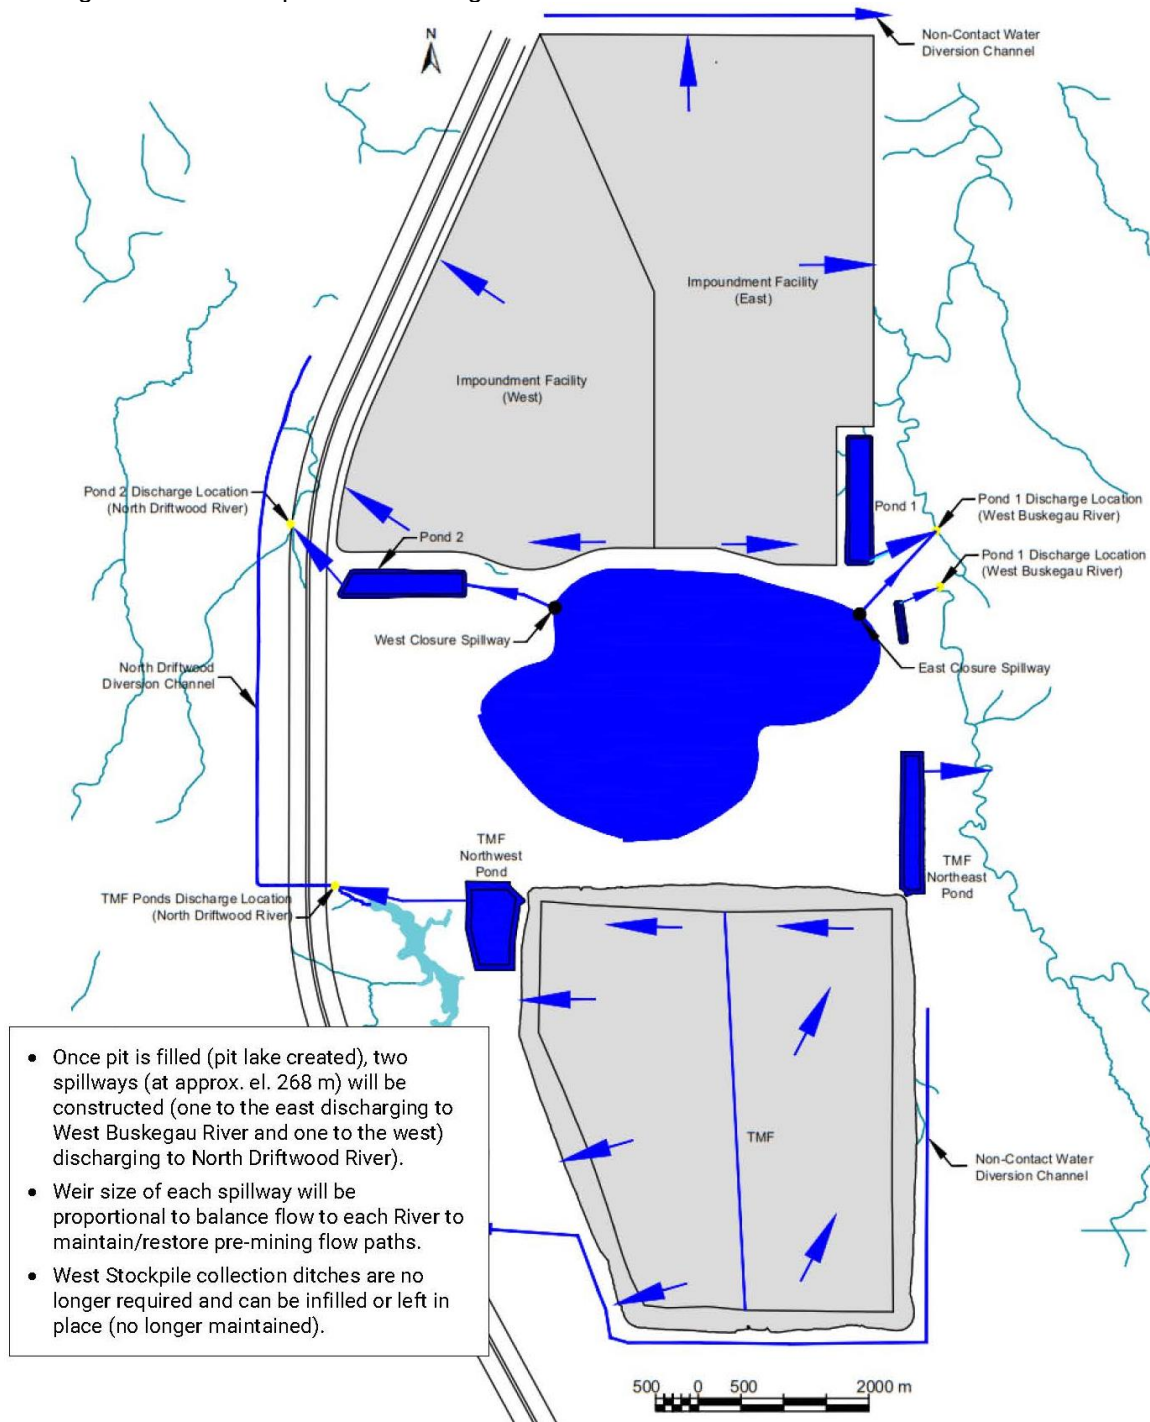 N
Non-Contact Water
Diversion Channel
Impoundment Facility
(East)
Impoundment Facility
(West)
Pond 2 Discharge Location
(North Driftwood River)
Pond 2
Pond 1
Pond 1 Discharge Location
(West Buskegau River)
Pond 1 Discharge Location
(West Buskegau River)
West Closure Spillway
East Closure Spillway
North Driftwood
Diversion Channel
TMF
Northwest
Pond
TMF
Northeast
Pond
TMF Ponds Discharge Location
(North Driftwood River)
• Once pit is filled (pit lake created), two
spillways (at approx. el. 268 m) will be
constructed (one to the east discharging to
West Buskegau River and one to the west)
discharging to North Driftwood River).
• Weir size of each spillway will be
proportional to balance flow to each River to
maintain/restore pre-mining flow paths.
• West Stockpile collection ditches are no
longer required and can be infilled or left in
place (no longer maintained).
TMF
Non-Contact Water
Diversion Channel
500 0 500 2000 m